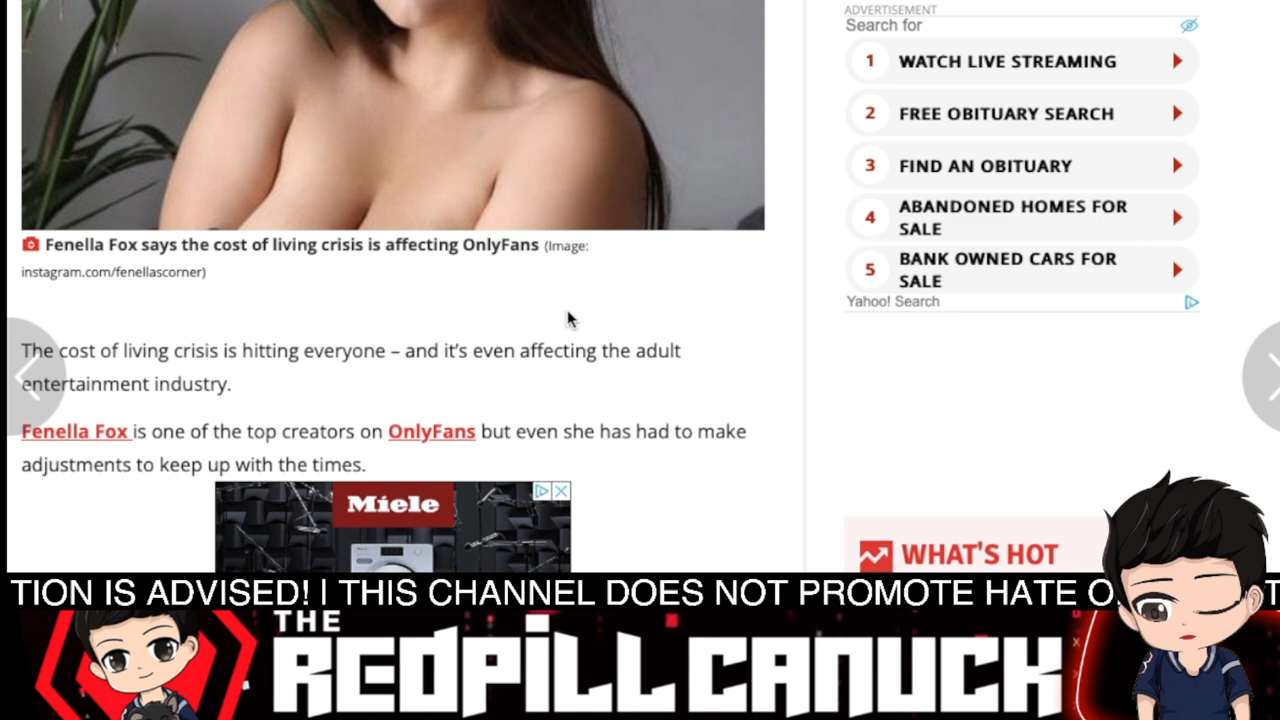 Fenella Fox says the cost of living crisis is affecting OnlyFans (Image:
instagram.com/fenellascorner)
The cost of living crisis is hitting everyone – and it's even affecting the adult
entertainment industry.
Fenella Fox is one of the top creators on OnlyFans but even she has had to make
adjustments to keep up with the times.
Miele
ADVERTISEMENT
Search for
1 WATCH LIVE STREAMING
2 FREE OBITUARY SEARCH
3 FIND AN OBITUARY
4 ABANDONED HOMES FOR
SALE
5 BANK OWNED CARS FOR
SALE
Yahoo! Search
WHAT'S HOT
TION IS ADVISED! | THIS CHANNEL DOES NOT PROMOTE HATE O
THE
REDPILL CANUCK